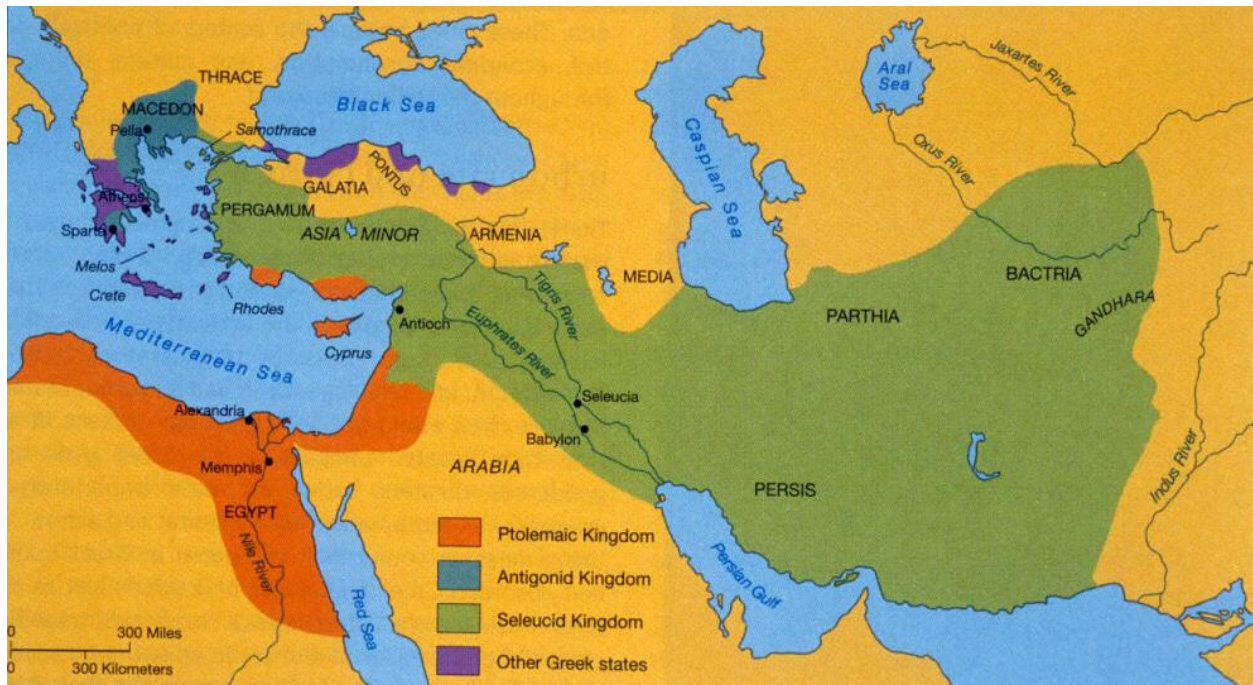 THRACE
Black Sea
Aral
Sea
Jaxartes River
MACEDON
Pella
Samothrace
Caspian Sea
Oxus River
PONTUS
GALATIA
Athens
PERGAMUM
Sparta
ASIA MINOR
ARMENIA
Melos
MEDIA
BACTRIA
Crete
Rhodes
Tigris River
GANDHARA
PARTHIA
Antioch
Euphrates River
Mediterranean Sea
Cyprus
Seleucia
Alexandria
Babylon
Memphis
ARABIA
Indus River
PERSIS
EGYPT
Nile River
Red Sea
Persian Gulf
Ptolemaic Kingdom
Antigonid Kingdom
Seleucid Kingdom
Other Greek states
0 300 Miles
0 300 Kilometers